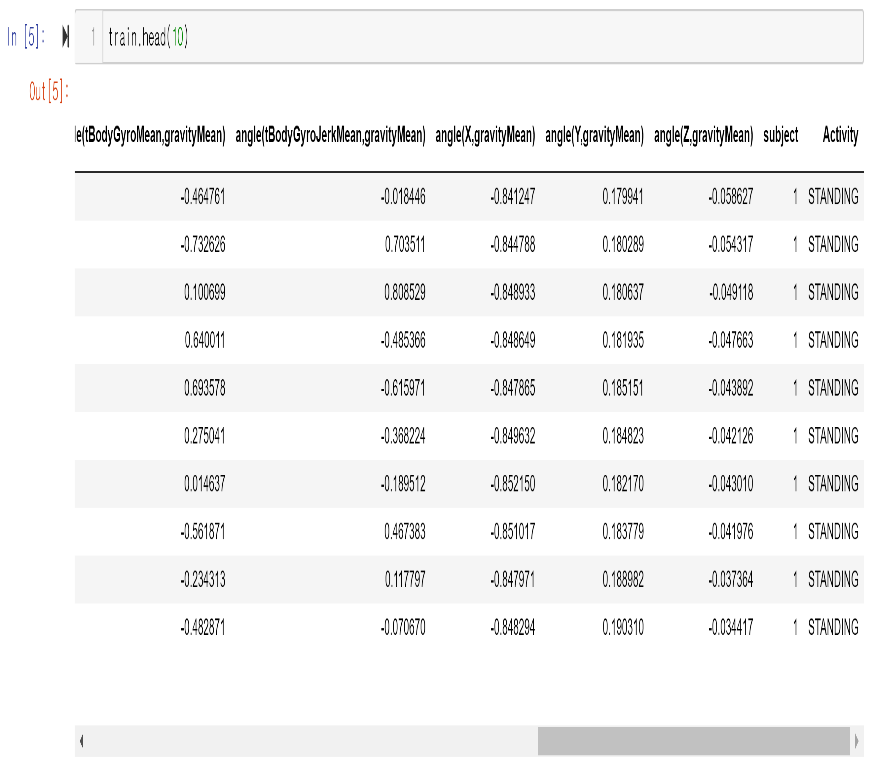 In [5]: 1 train.head(10)
Out[5]:
le(tBodyGyroMean,gravityMean) angle(tBodyGyroJerkMean,gravityMean) angle(X,gravityMean) angle(Y,gravityMean) angle(Z,gravityMean) subject Activity
-0.464761 -0.018446 -0.841247 0.179941 -0.058627 1 STANDING
-0.732626 0.703511 -0.844788 0.180289 -0.054317 1 STANDING
0.100699 0.808529 -0.848933 0.180637 -0.049118 1 STANDING
0.640011 -0.485366 -0.848649 0.181935 -0.047663 1 STANDING
0.693578 -0.615971 -0.847865 0.185151 -0.043892 1 STANDING
0.275041 -0.368224 -0.849632 0.184823 -0.042126 1 STANDING
0.014637 -0.189512 -0.852150 0.182170 -0.043010 1 STANDING
-0.561871 0.467383 -0.851017 0.183779 -0.041976 1 STANDING
-0.234313 0.117797 -0.847971 0.188982 -0.037364 1 STANDING
-0.482871 -0.070670 -0.848294 0.190310 -0.034417 1 STANDING